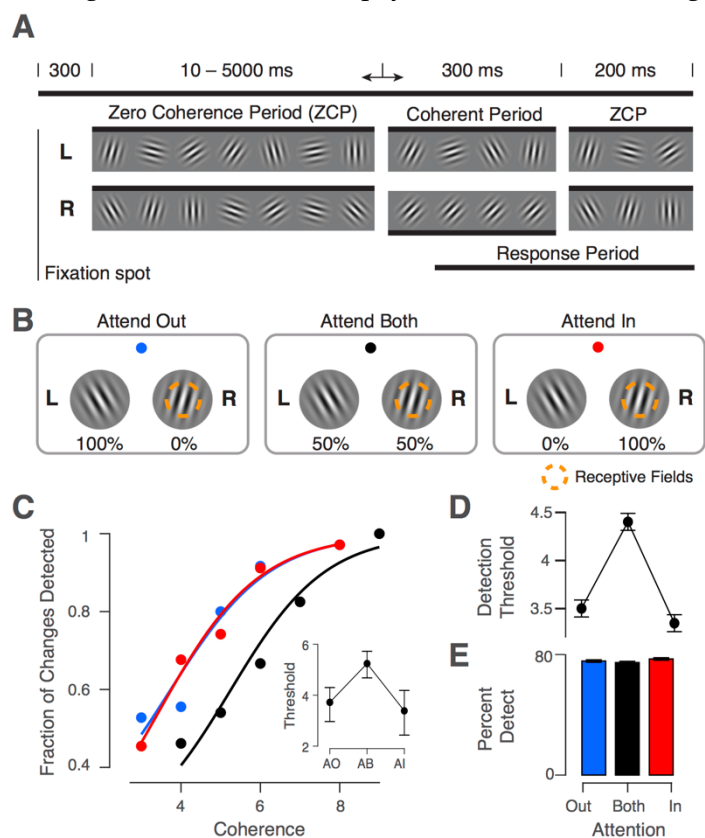 A
300 10 – 5000 ms 300 ms 200 ms
Zero Coherence Period (ZCP) Coherent Period ZCP
L
R
Response Period
Fixation spot
B
Attend Out Attend Both Attend In
L R L R L R
100% 0% 50% 50% 0% 100%
Receptive Fields
C
Fraction of Changes Detected
1
0.8
0.6
0.4
4 6 8
Coherence
Threshold
6
4
2
AO AB AI
D
Detection
Threshold
4.5
4
3.5
E
Percent
Detect
80
0
Out Both In
Attention